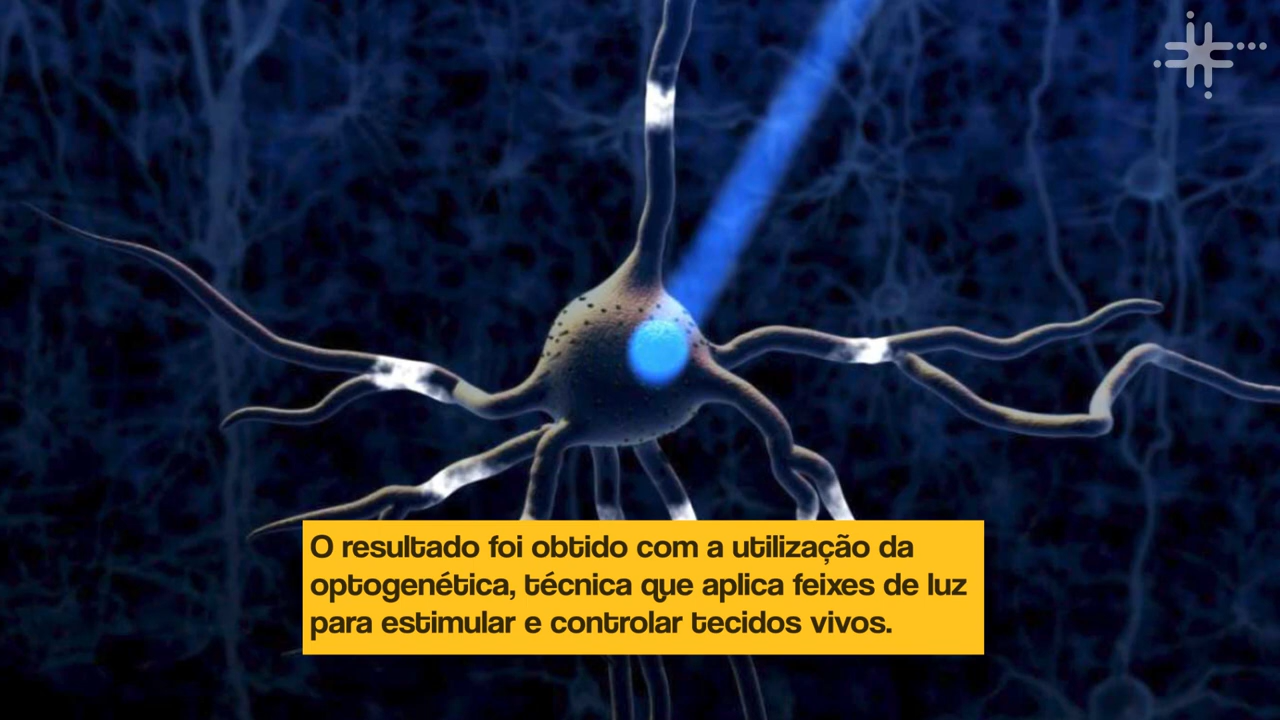 O resultado foi obtido com a utilização da
optogenética, técnica que aplica feixes de luz
para estimular e controlar tecidos vivos.